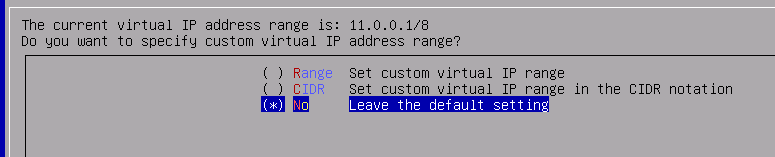 The current virtual IP address range is: 11.0.0.1/8
Do you want to specify custom virtual IP address range?
( ) Range Set custom virtual IP range
( ) CIDR Set custom virtual IP range in the CIDR notation
(*) No Leave the default setting